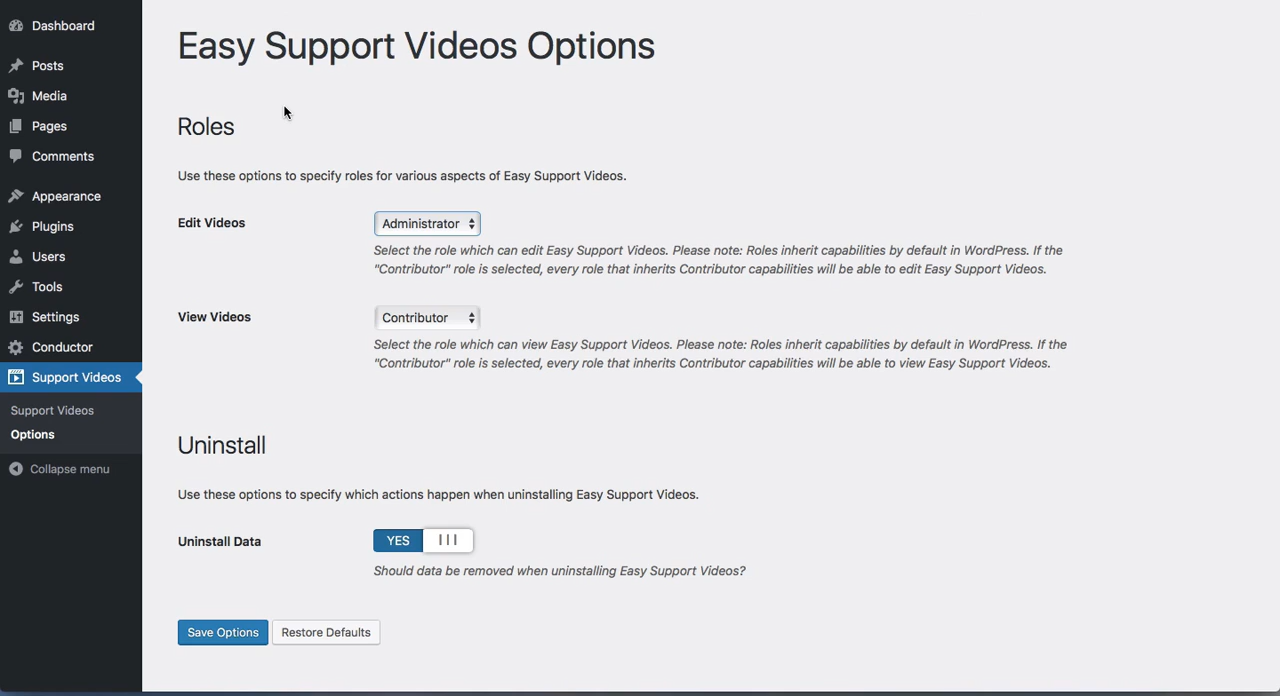 Dashboard
Posts
Media
Pages
Comments
Appearance
Plugins
Users
Tools
Settings
Conductor
Support Videos
Support Videos
Options
Collapse menu
Easy Support Videos Options
Roles
Use these options to specify roles for various aspects of Easy Support Videos.
Edit Videos
Administrator
Select the role which can edit Easy Support Videos. Please note: Roles inherit capabilities by default in WordPress. If the
"Contributor" role is selected, every role that inherits Contributor capabilities will be able to edit Easy Support Videos.
View Videos
Contributor
Select the role which can view Easy Support Videos. Please note: Roles inherit capabilities by default in WordPress. If the
"Contributor" role is selected, every role that inherits Contributor capabilities will be able to view Easy Support Videos.
Uninstall
Use these options to specify which actions happen when uninstalling Easy Support Videos.
Uninstall Data
YES
Should data be removed when uninstalling Easy Support Videos?
Save Options
Restore Defaults